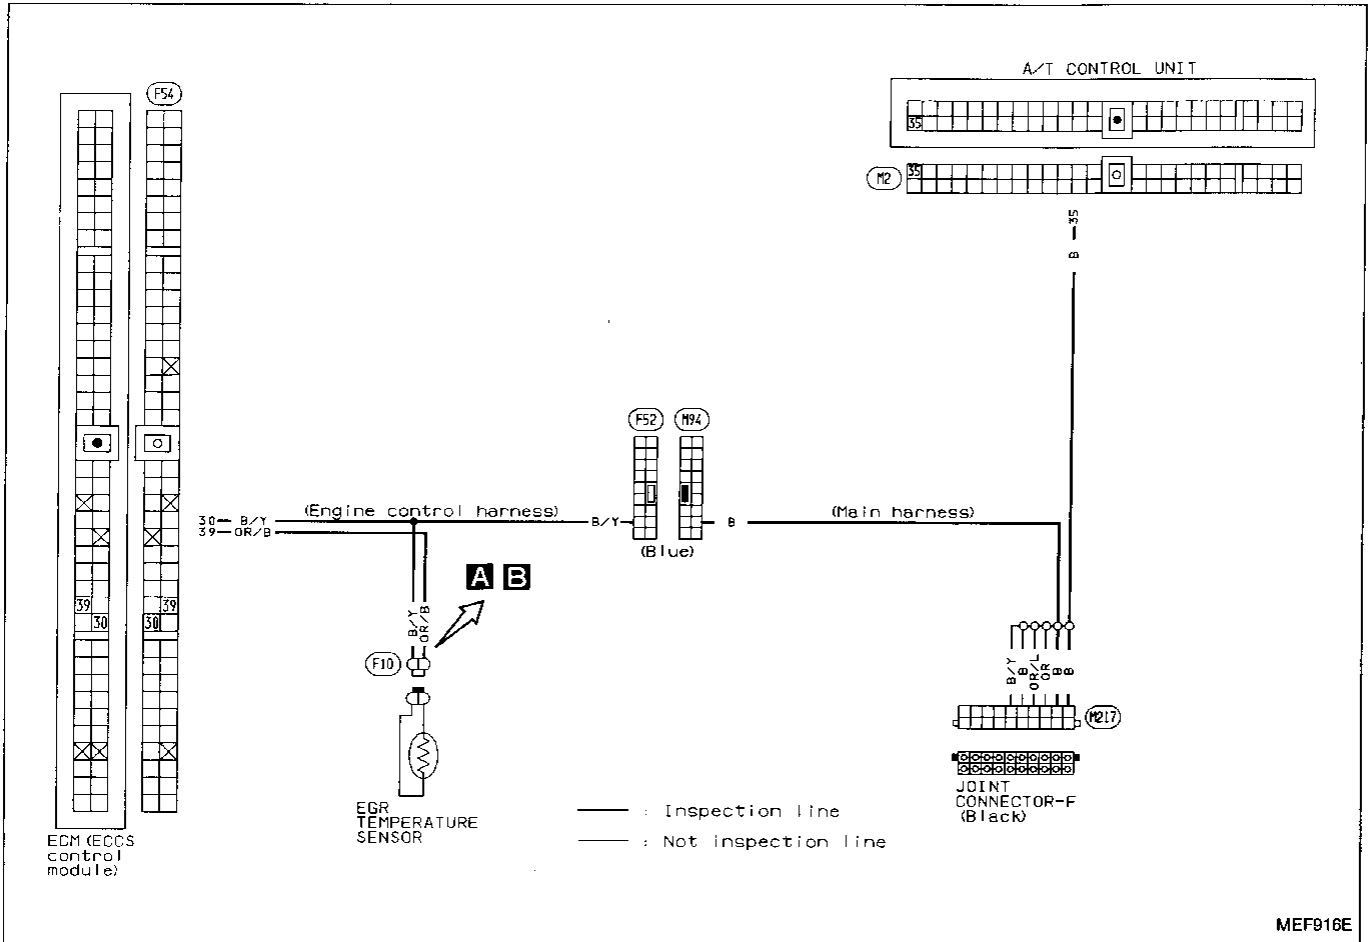 A/T CONTROL UNIT
F54
35
M2
35
B
35
F52
M94
30
B/Y
(Engine control harness)
B/Y
B
(Main harness)
39
OR/B
(Blue)
A B
39
30
39
30
B/Y
OR/B
F10
B/Y
B
OR/L
OR
B
B
M217
EGR
TEMPERATURE
SENSOR
JOINT
CONNECTOR-F
(Black)
: Inspection line
: Not inspection line
ECM (ECCS
control
module)
MEF916E